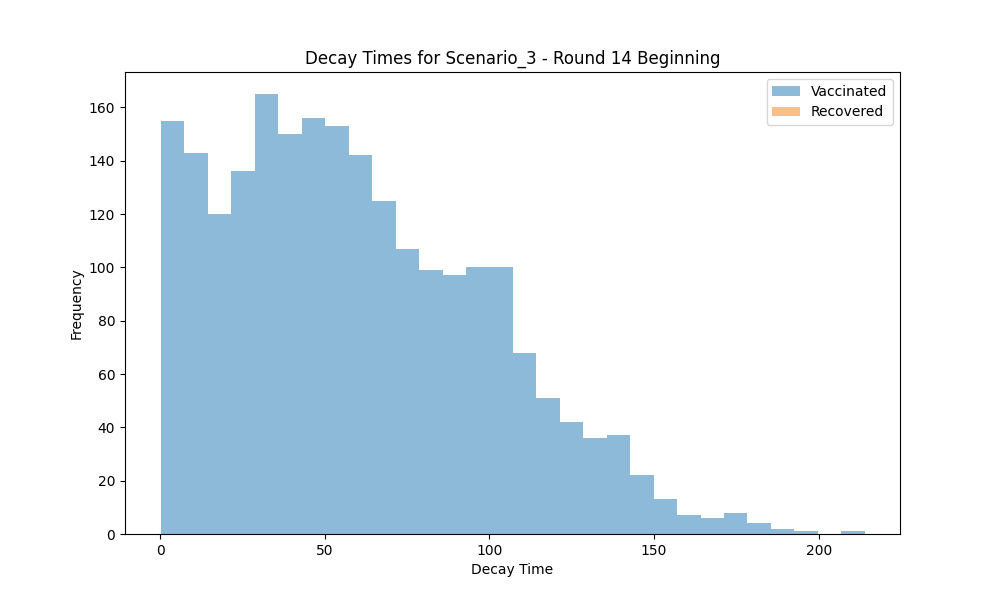 Decay Times for Scenario_3 - Round 14 Beginning
Vaccinated
Recovered
160
140
120
100
80
60
40
20
0
Frequency
0 50 100 150 200
Decay Time